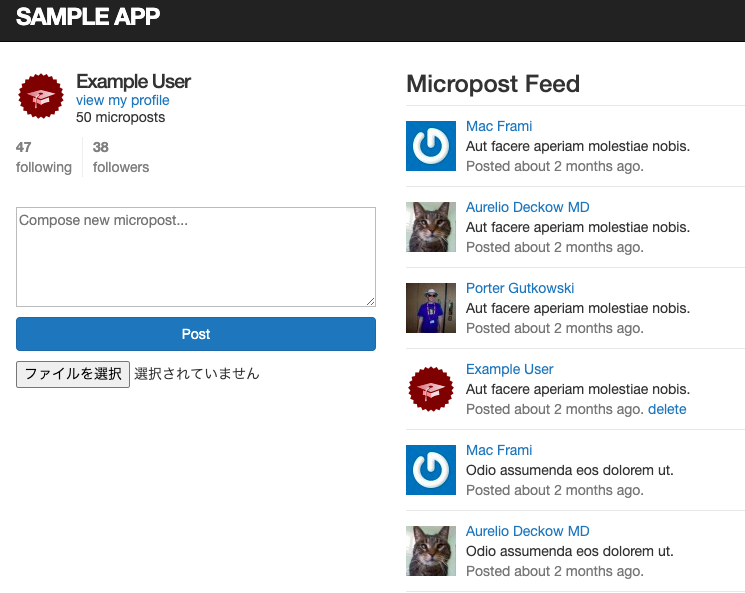 SAMPLE APP
Example User
view my profile
50 microposts
47
following
38
followers
Compose new micropost...
Post
ファイルを選択 選択されていません
Micropost Feed
Mac Frami
Aut facere aperiam molestiae nobis.
Posted about 2 months ago.
Aurelio Deckow MD
Aut facere aperiam molestiae nobis.
Posted about 2 months ago.
Porter Gutkowski
Aut facere aperiam molestiae nobis.
Posted about 2 months ago.
Example User
Aut facere aperiam molestiae nobis.
Posted about 2 months ago. delete
Mac Frami
Odio assumenda eos dolorem ut.
Posted about 2 months ago.
Aurelio Deckow MD
Odio assumenda eos dolorem ut.
Posted about 2 months ago.